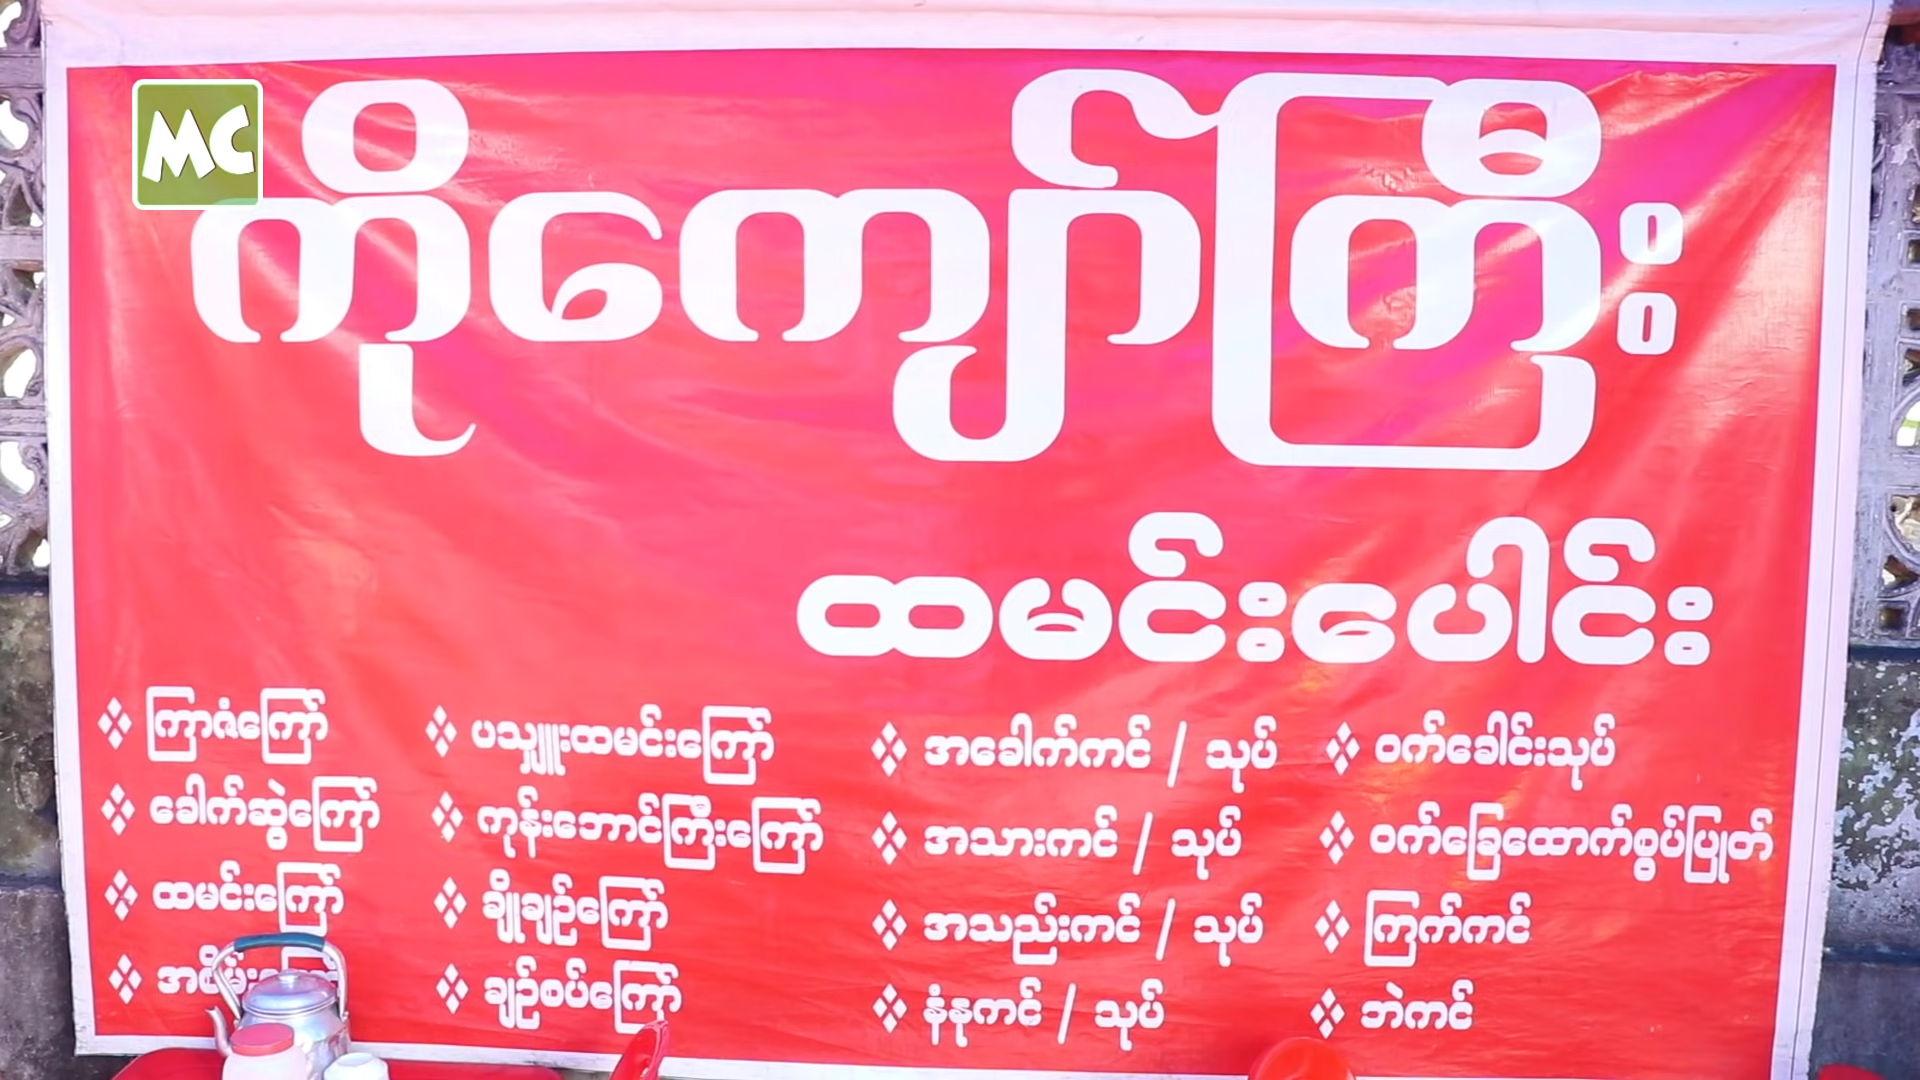 MC
ကိုကျော်ကြီး
ထမင်းပေါင်း
ကြာဇံကြော်
ခေါက်ဆွဲကြော်
ထမင်းကြော်
ပသျှူးထမင်းကြော်
ကုန်းဘောင်ကြီးကြော်
ချိုချဉ်ကြော်
ချဉ်စပ်ကြော်
အခေါက်ကင် / သုပ်
အသားကင် / သုပ်
အသည်းကင် / သုပ်
နံနုကင် / သုပ်
ဝက်ခေါင်းသုပ်
ဝက်ခြေထောက်စွပ်ပြုတ်
ကြက်ကင်
ဘဲကင်